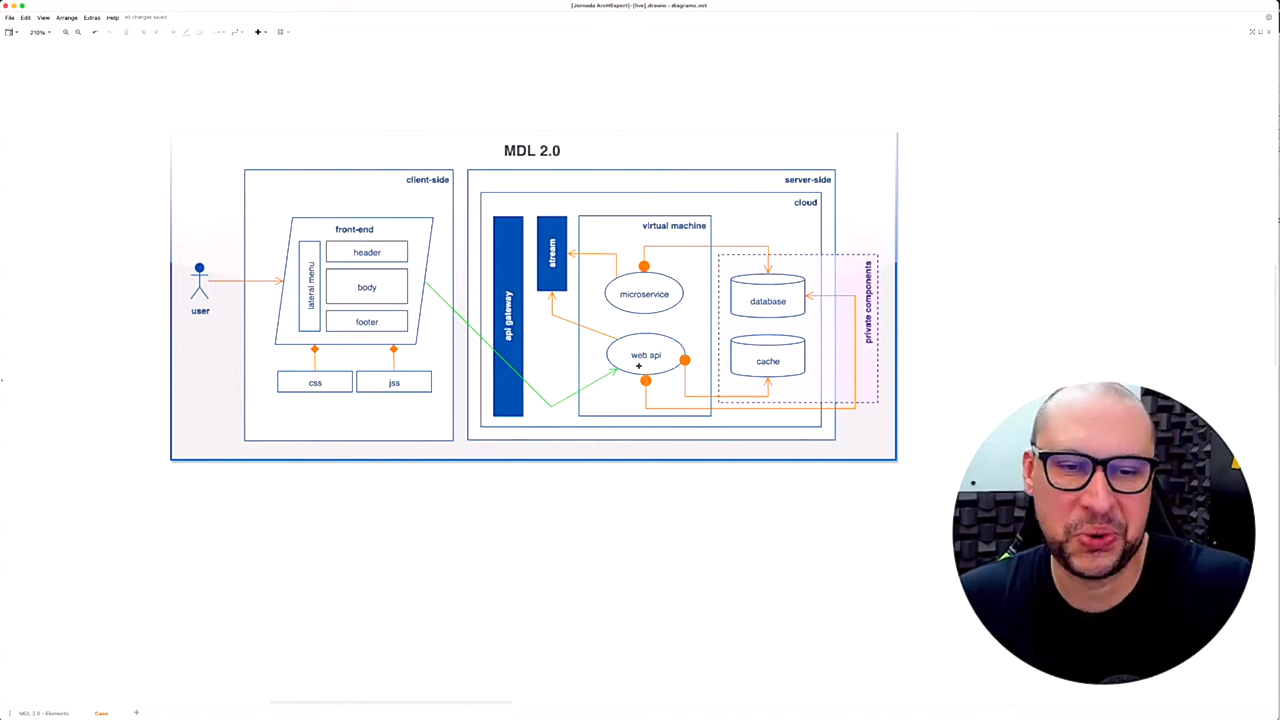 [Jornada ArcHExpert]-[live].drawio - diagrams.net
File Edit View Arrange Extras Help All changes saved
210%
MDL 2.0
client-side
server-side
cloud
front-end
lateral menu
header
body
footer
user
css
jss
api gateway
stream
virtual machine
microservice
web api
database
cache
private components
MDL 2.0 - Elements
Case